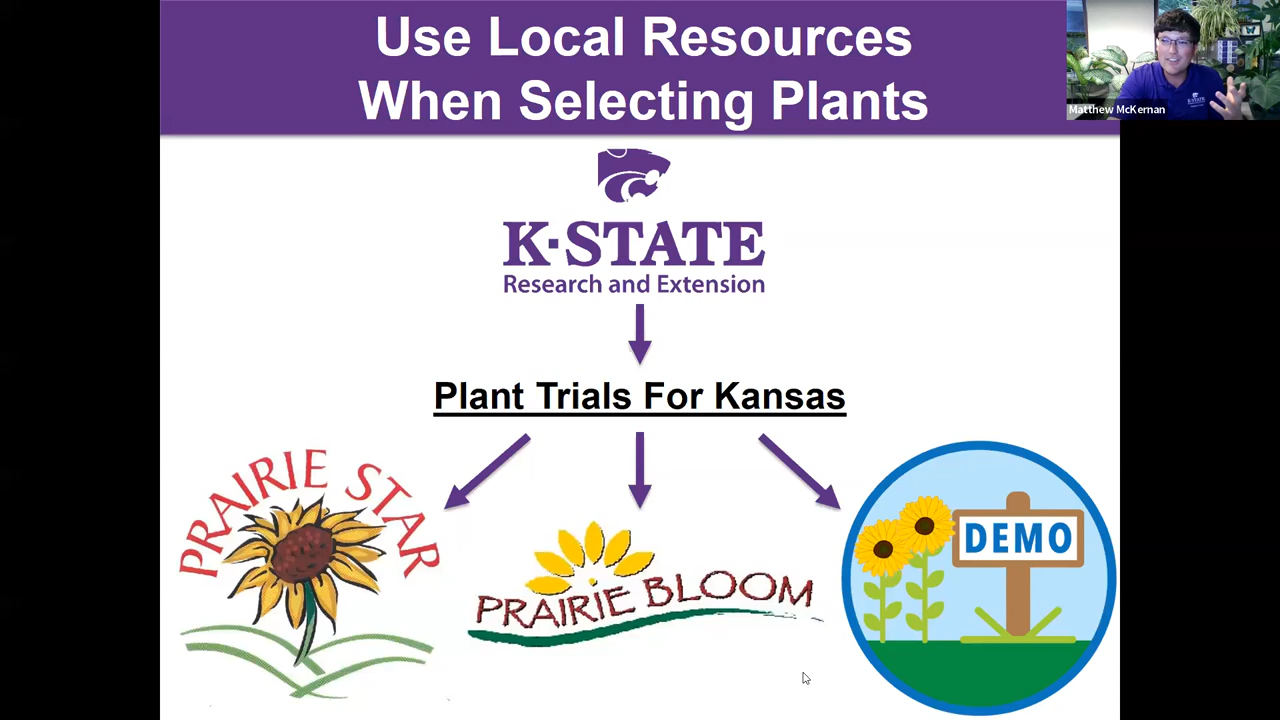 Use Local Resources
When Selecting Plants
Matthew McKernan
K-STATE
K·STATE
Research and Extension
Plant Trials For Kansas
PRAIRIE STAR
PRAIRIE BLOOM
DEMO